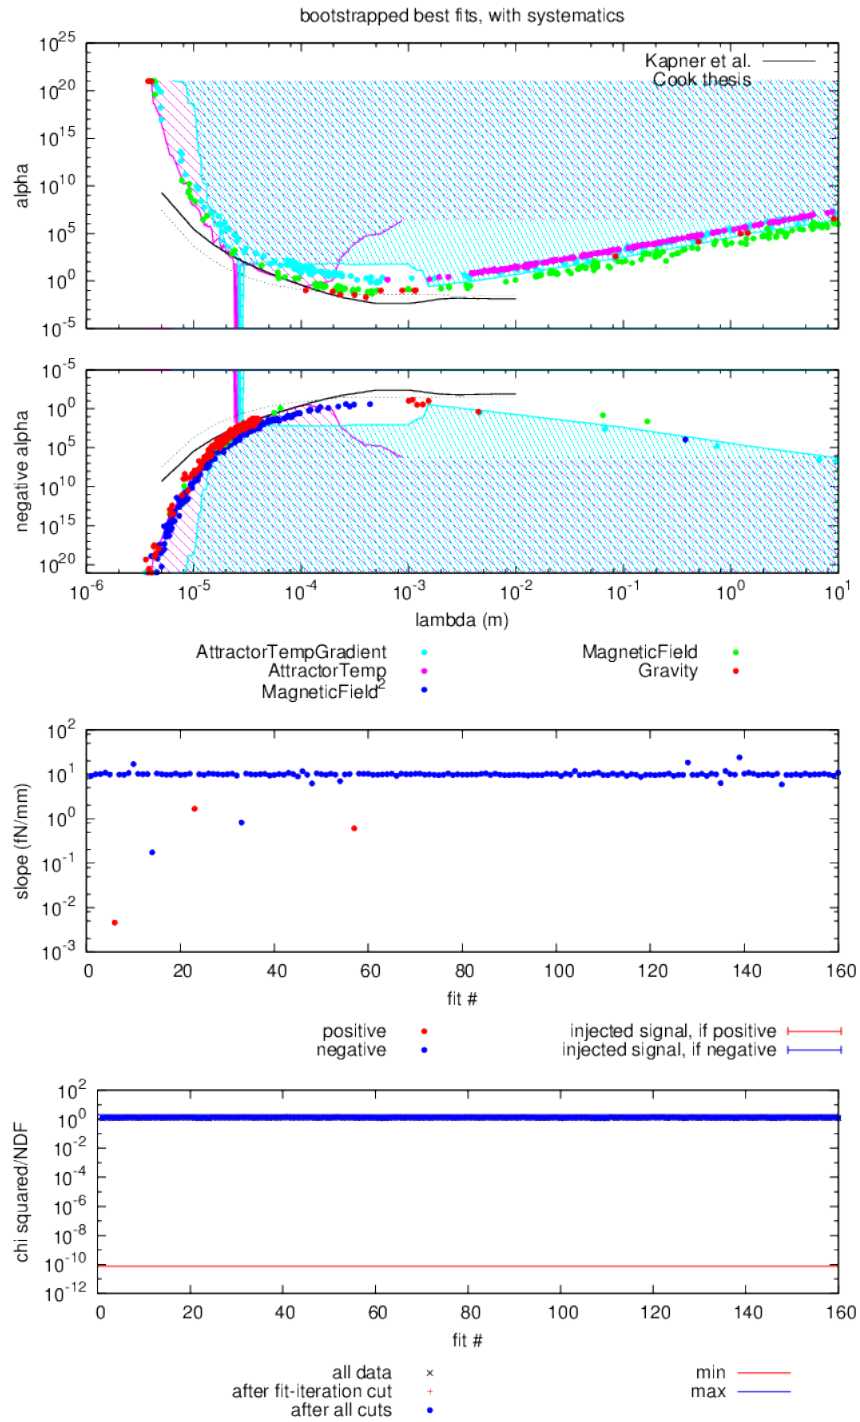 bootstrapped best fits, with systematics
10^25
10^20
10^15
10^10
10^5
10^0
10^-5
alpha
Kapner et al.
Cook thesis
10^-5
10^0
10^5
10^10
10^15
10^20
negative alpha
10^-6 10^-5 10^-4 10^-3 10^-2 10^-1 10^0 10^1
lambda (m)
AttractorTempGradient
AttractorTemp
MagneticField^2
MagneticField
Gravity
10^2
10^1
10^0
10^-1
10^-2
10^-3
slope (fN/mm)
0 20 40 60 80 100 120 140 160
fit #
positive
negative
injected signal, if positive
injected signal, if negative
10^2
10^0
10^-2
10^-4
10^-6
10^-8
10^-10
10^-12
chi squared/NDF
0 20 40 60 80 100 120 140 160
fit #
all data
after fit-iteration cut
after all cuts
min
max